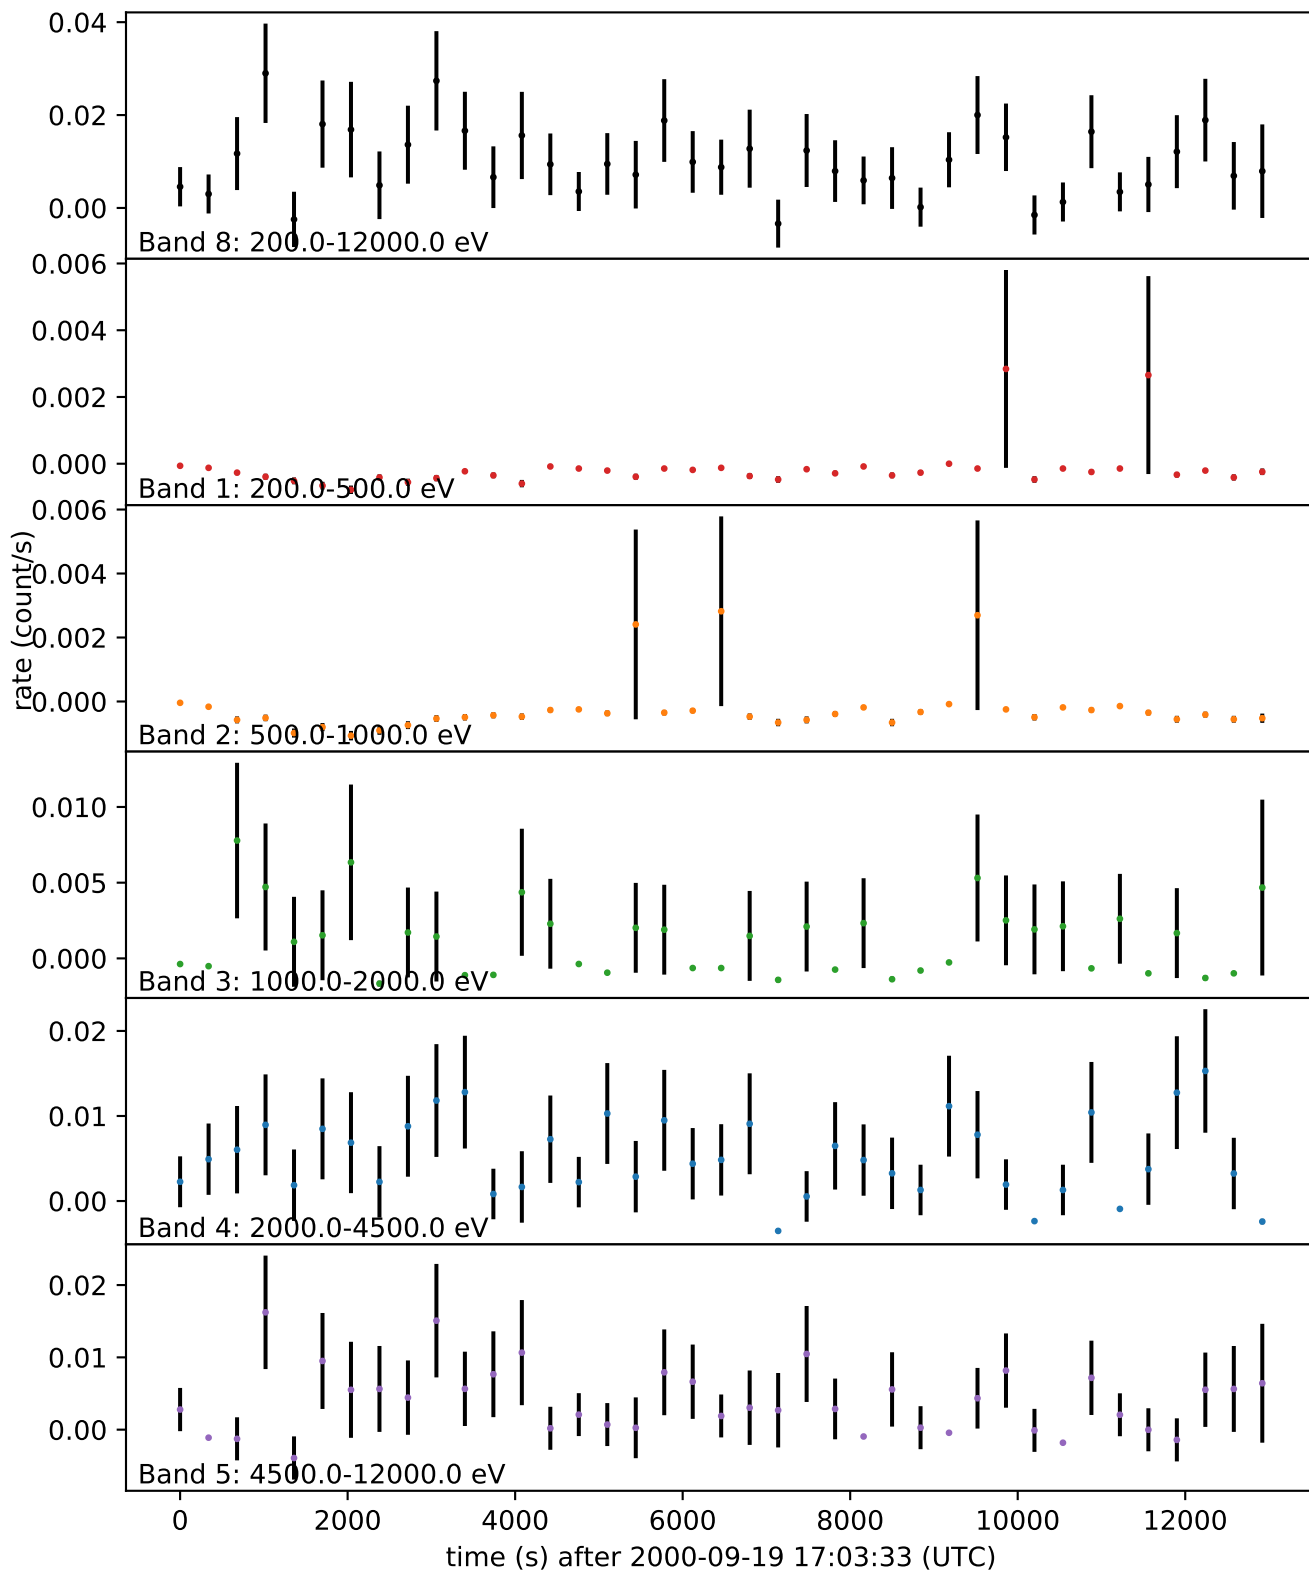 0.04
0.02
0.00
Band 8: 200.0-12000.0 eV
0.006
0.004
0.002
0.000
Band 1: 200.0-500.0 eV
rate (count/s)
0.006
0.004
0.002
0.000
Band 2: 500.0-1000.0 eV
0.010
0.005
0.000
Band 3: 1000.0-2000.0 eV
0.02
0.01
0.00
Band 4: 2000.0-4500.0 eV
0.02
0.01
0.00
Band 5: 4500.0-12000.0 eV
0 2000 4000 6000 8000 10000 12000
time (s) after 2000-09-19 17:03:33 (UTC)